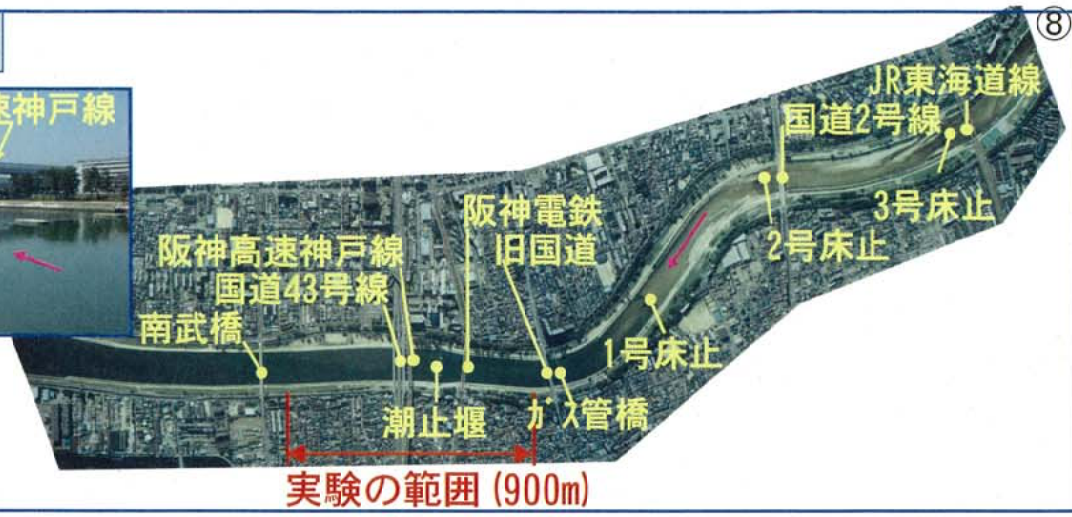 ⑧
速神戸線
JR東海道線
国道2号線
3号床止
2号床止
阪神電鉄
旧国道
阪神高速神戸線
国道43号線
南武橋
1号床止
潮止堰
ガス管橋
実験の範囲(900m)